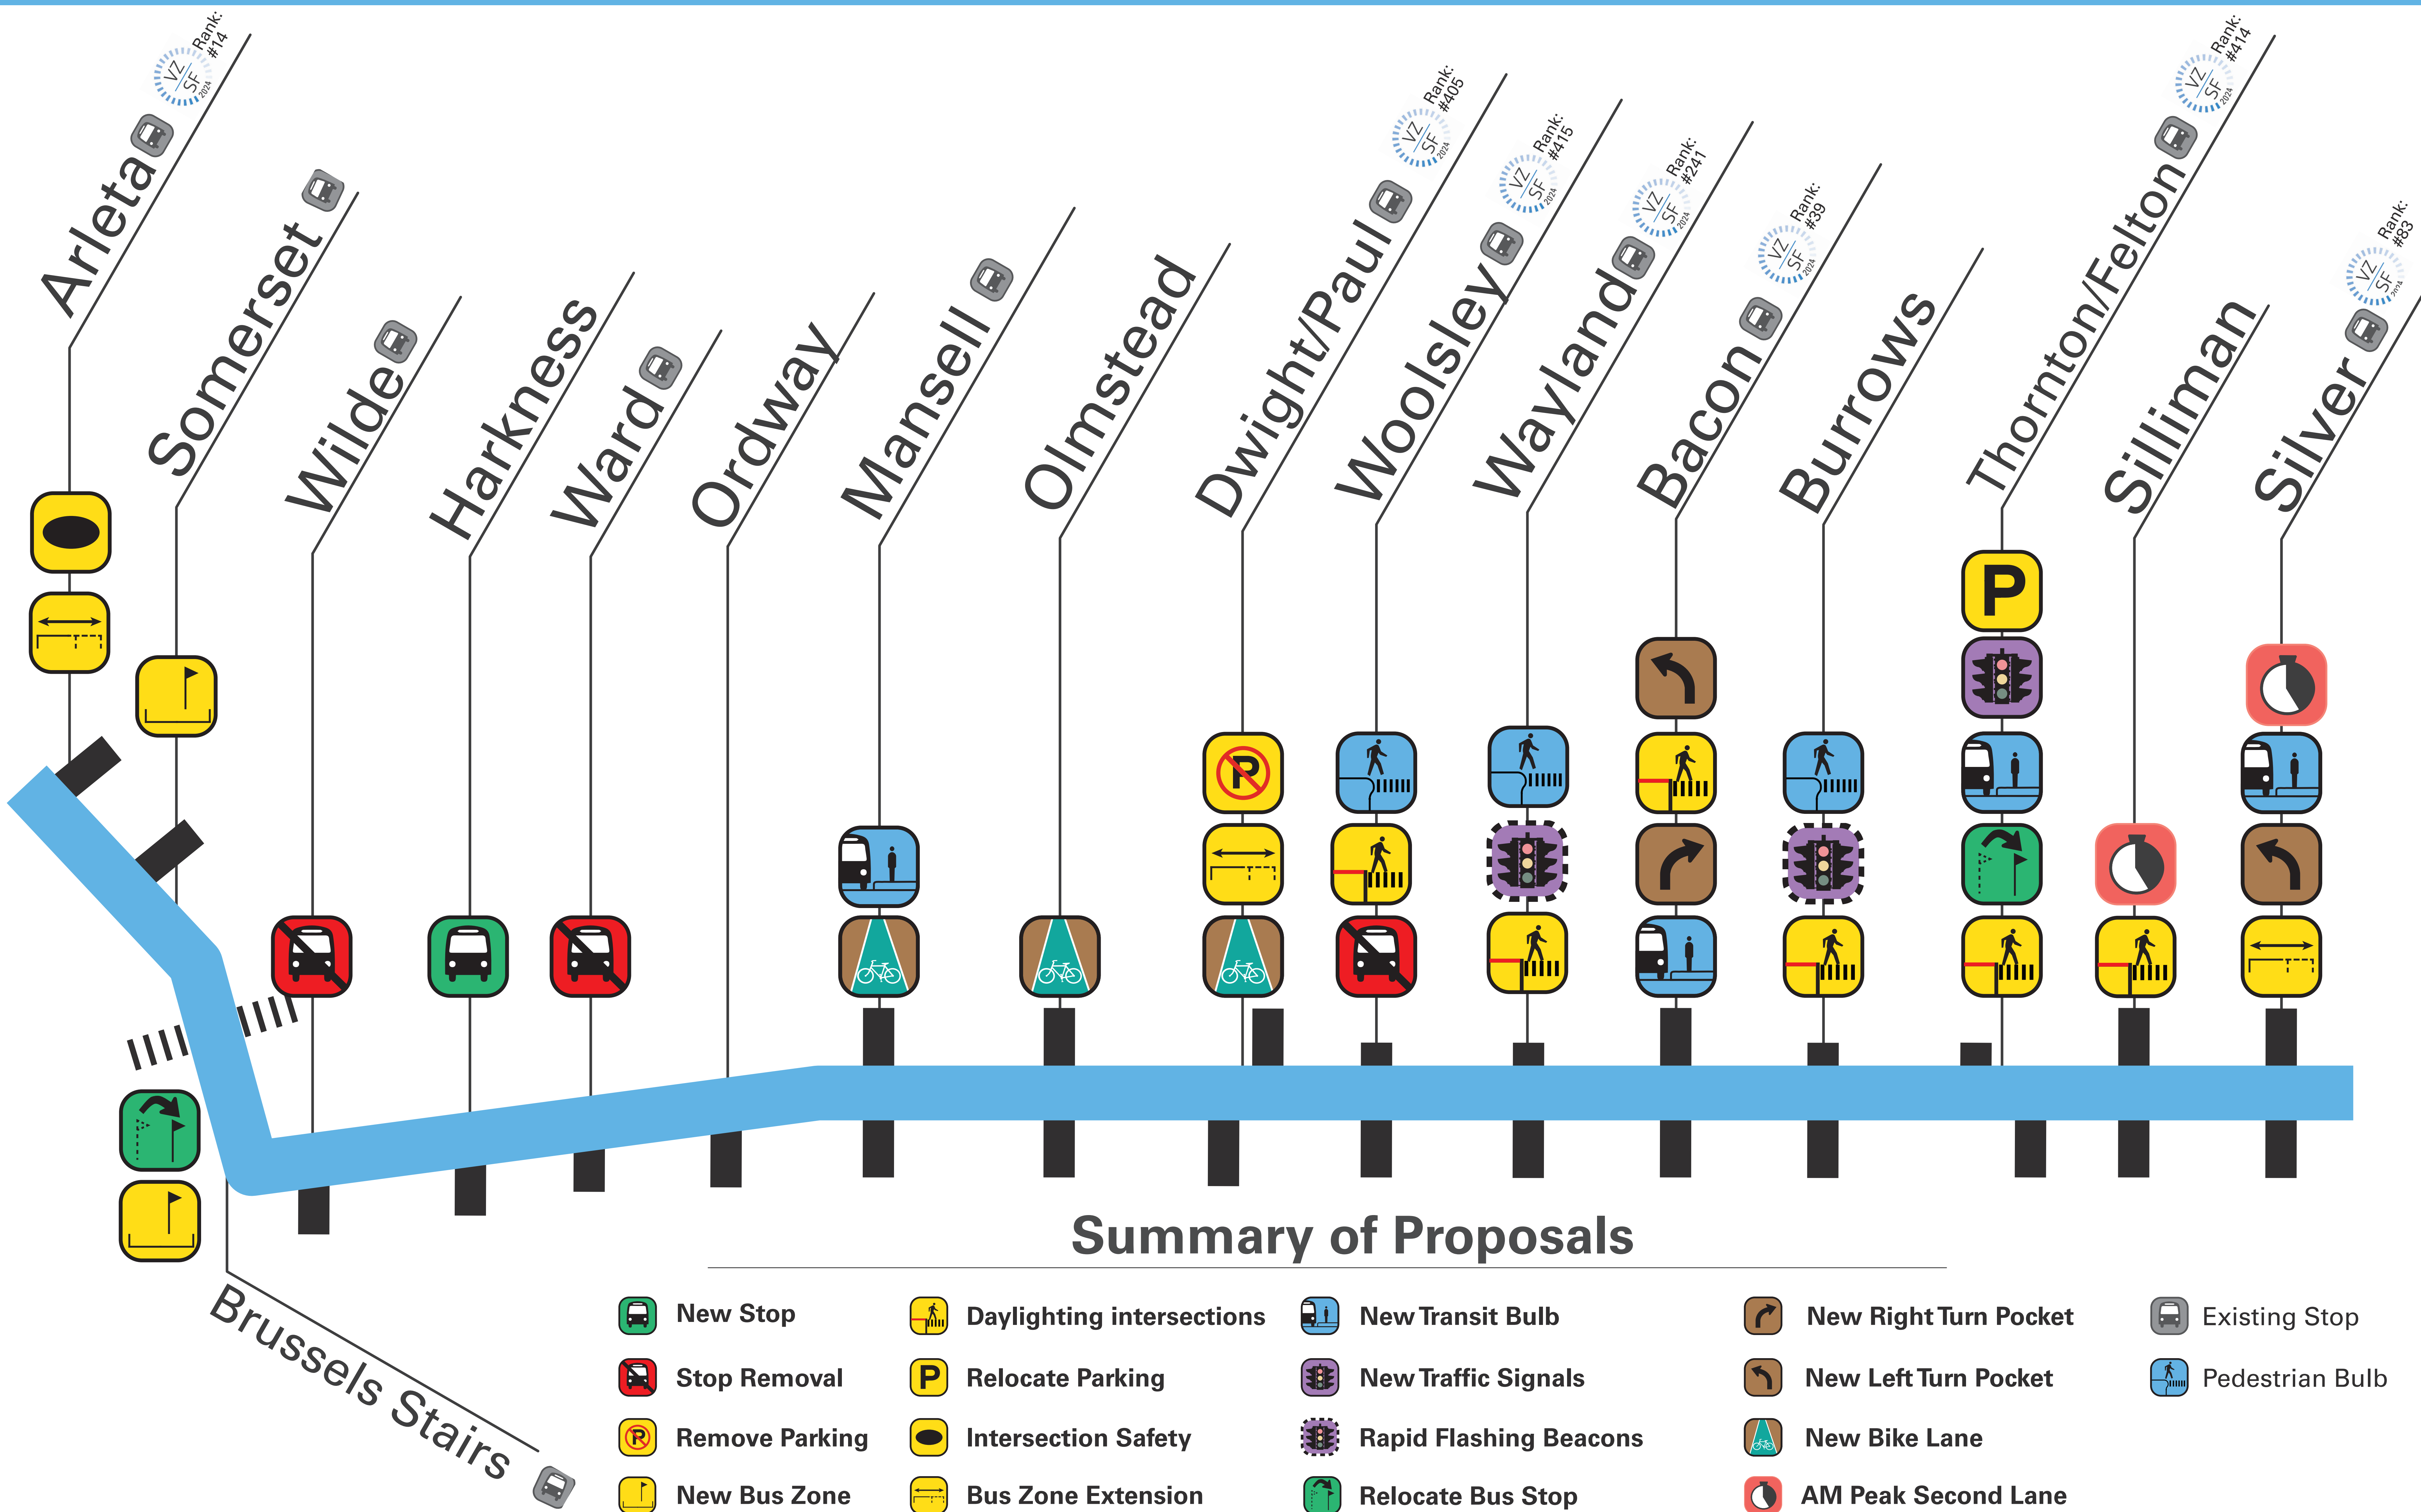 Arleta
VZ
SF
2024
Rank:
#14
Somerset
Wilde
Harkness
Ward
Ordway
Mansell
Olmstead
Dwight/Paul
VZ
SF
2024
Rank:
#405
Woolsley
VZ
SF
2024
Rank:
#415
Wayland
VZ
SF
2024
Rank:
#241
Bacon
VZ
SF
2024
Rank:
#39
Burrows
Thornton/Felton
VZ
SF
2024
Rank:
#414
Silliman
Silver
VZ
SF
2024
Rank:
#83
P
P
Brussels Stairs
Summary of Proposals
New Stop
Daylighting intersections
New Transit Bulb
New Right Turn Pocket
Existing Stop
Stop Removal
P
Relocate Parking
New Traffic Signals
New Left Turn Pocket
Pedestrian Bulb
P
Remove Parking
Intersection Safety
Rapid Flashing Beacons
New Bike Lane
New Bus Zone
Bus Zone Extension
Relocate Bus Stop
AM Peak Second Lane